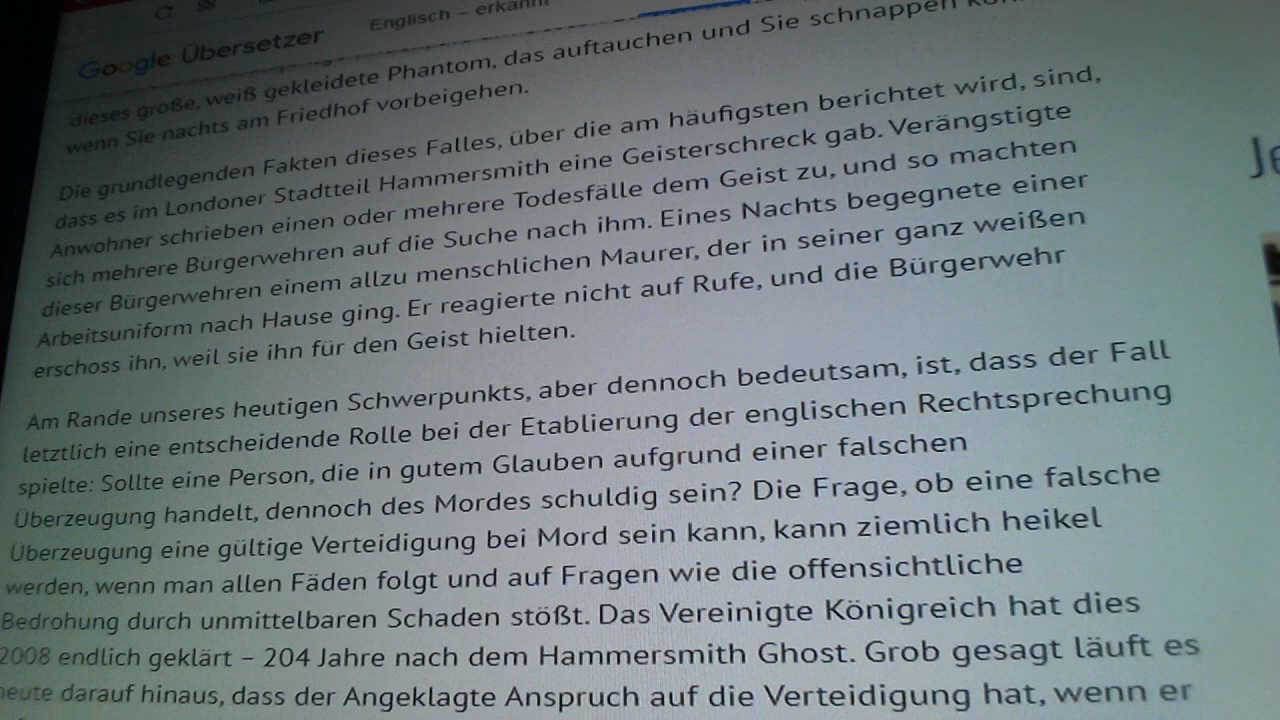 Englisch – erkannt
Google Übersetzer
dieses große, weiß gekleidete Phantom, das auftauchen und Sie schnappen
wenn Sie nachts am Friedhof vorbeigehen.
Die grundlegenden Fakten dieses Falles, über die am häufigsten berichtet wird, sind,
dass es im Londoner Stadtteil Hammersmith eine Geisterschreck gab. Verängstigte
Anwohner schrieben einen oder mehrere Todesfälle dem Geist zu, und so machten
sich mehrere Bürgerwehren auf die Suche nach ihm. Eines Nachts begegnete einer
dieser Bürgerwehren einem allzu menschlichen Maurer, der in seiner ganz weißen
Arbeitsuniform nach Hause ging. Er reagierte nicht auf Rufe, und die Bürgerwehr
erschoss ihn, weil sie ihn für den Geist hielten.
Am Rande unseres heutigen Schwerpunkts, aber dennoch bedeutsam, ist, dass der Fall
letztlich eine entscheidende Rolle bei der Etablierung der englischen Rechtsprechung
spielte: Sollte eine Person, die in gutem Glauben aufgrund einer falschen
Überzeugung handelt, dennoch des Mordes schuldig sein? Die Frage, ob eine falsche
Überzeugung eine gültige Verteidigung bei Mord sein kann, kann ziemlich heikel
werden, wenn man allen Fäden folgt und auf Fragen wie die offensichtliche
Bedrohung durch unmittelbaren Schaden stößt. Das Vereinigte Königreich hat dies
2008 endlich geklärt – 204 Jahre nach dem Hammersmith Ghost. Grob gesagt läuft es
heute darauf hinaus, dass der Angeklagte Anspruch auf die Verteidigung hat, wenn er